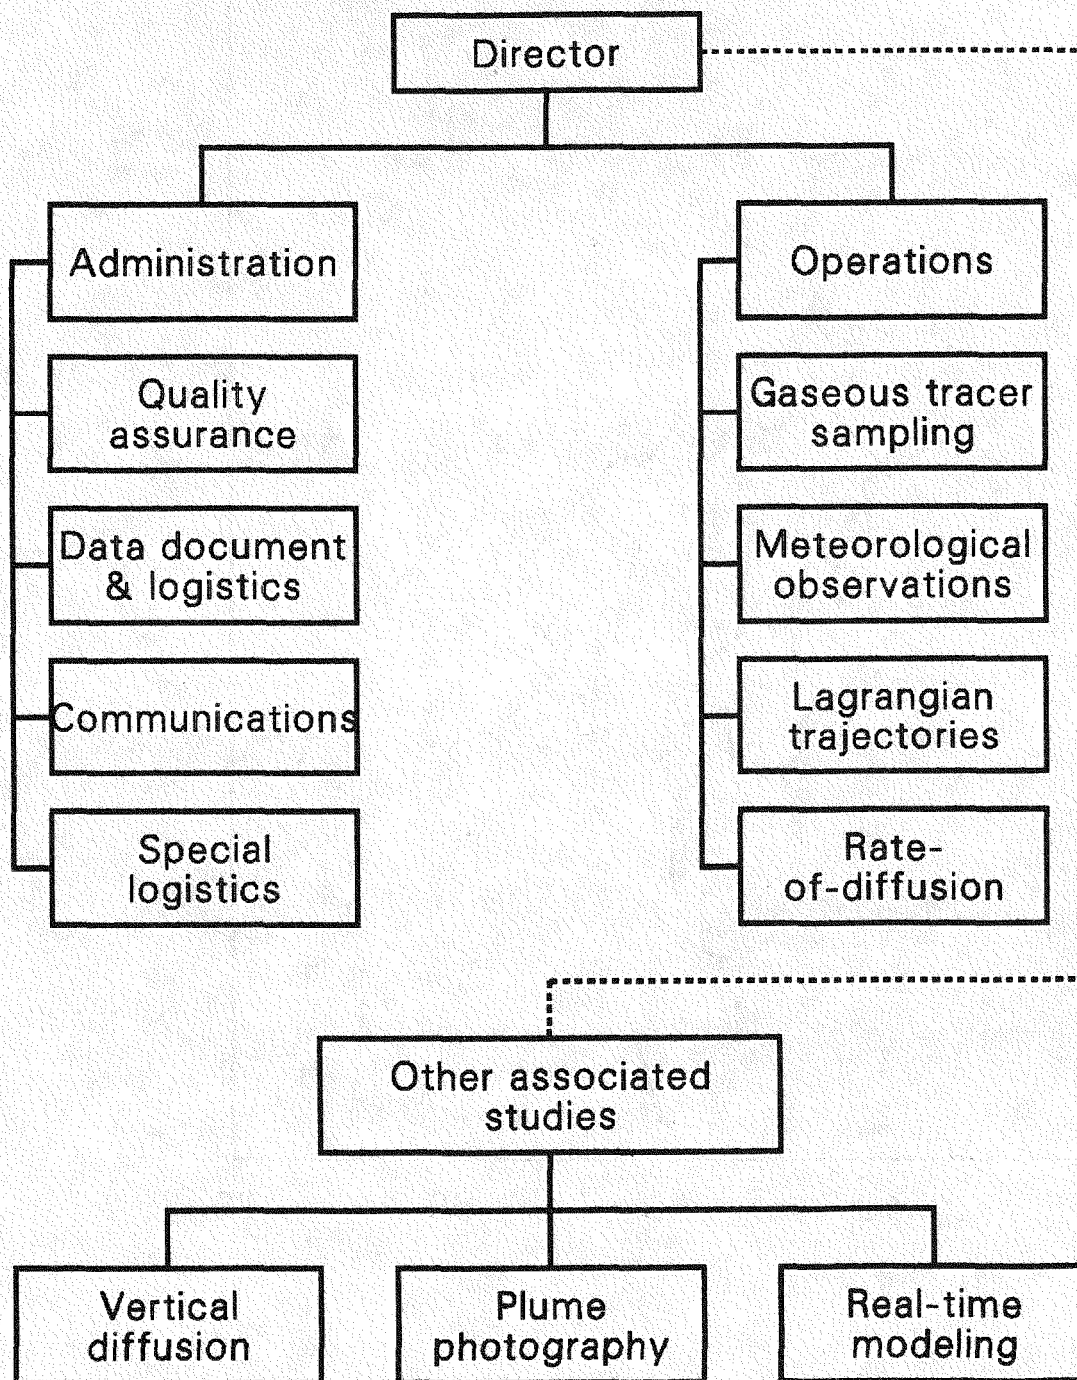 Director
Administration
Quality
assurance
Data document
& logistics
Communications
Special
logistics
Operations
Gaseous tracer
sampling
Meteorological
observations
Lagrangian
trajectories
Rate-
of-diffusion
Other associated
studies
Vertical
diffusion
Plume
photography
Real-time
modeling